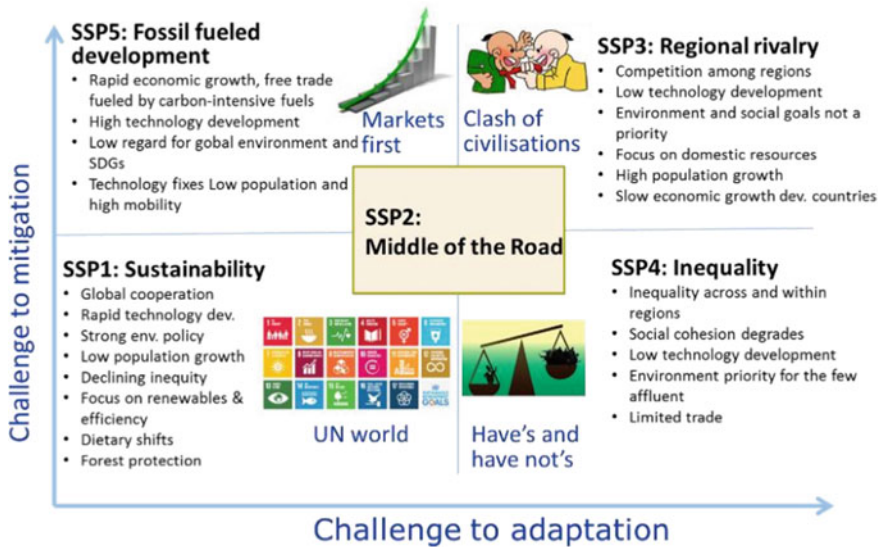 SSP5: Fossil fueled
development
• Rapid economic growth, free trade
fueled by carbon-intensive fuels
• High technology development
• Low regard for gobal environment and
SDGs
• Technology fixes Low population and
high mobility
Markets
first
Clash of
civilisations
SSP3: Regional rivalry
• Competition among regions
• Low technology development
• Environment and social goals not a
priority
• Focus on domestic resources
• High population growth
• Slow economic growth dev. countries
SSP2:
Middle of the Road
SSP1: Sustainability
• Global cooperation
• Rapid technology dev.
• Strong env. policy
• Low population growth
• Declining inequity
• Focus on renewables &
efficiency
• Dietary shifts
• Forest protection
GOALS
UN world
Have's and
have not's
SSP4: Inequality
• Inequality across and within
regions
• Social cohesion degrades
• Low technology development
• Environment priority for the few
affluent
• Limited trade
Challenge to mitigation
Challenge to adaptation